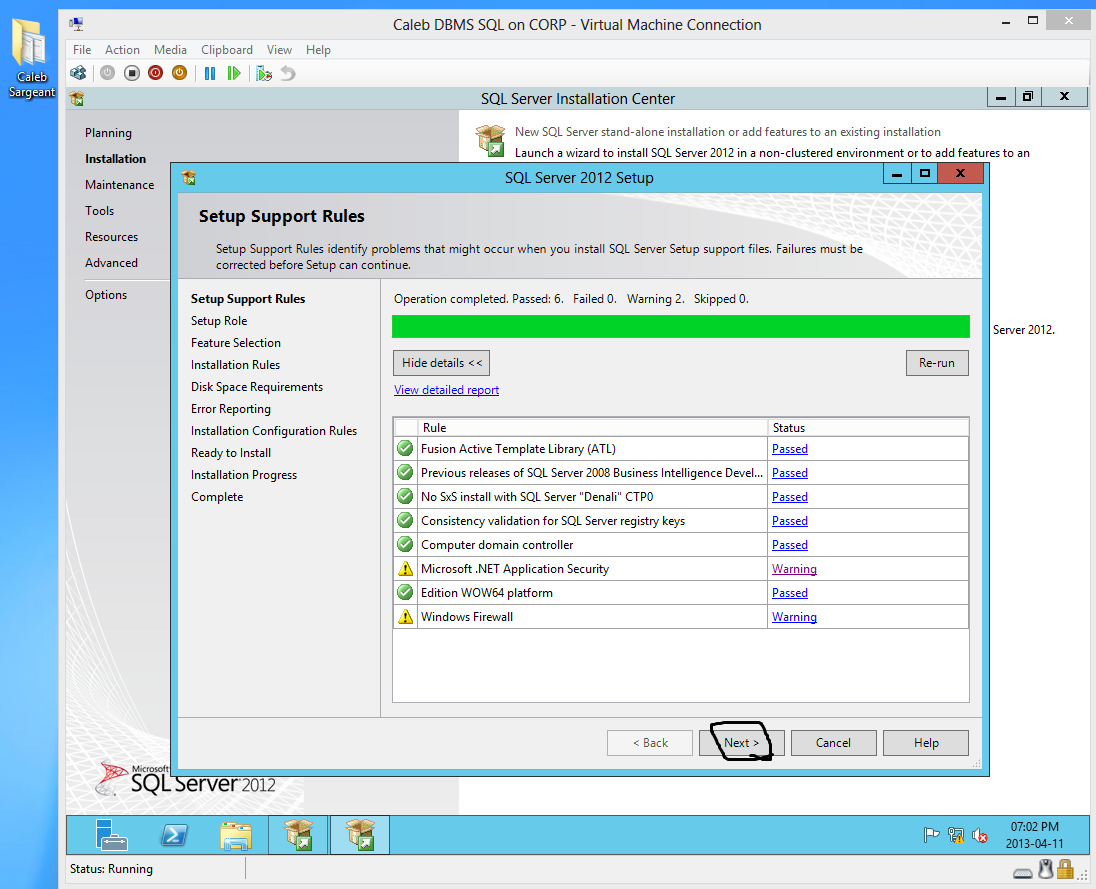 Caleb DBMS SQL on CORP - Virtual Machine Connection
Caleb
Sargeant
File Action Media Clipboard View Help
SQL Server Installation Center
Planning
Installation
Maintenance
Tools
Resources
Advanced
Options
New SQL Server stand-alone installation or add features to an existing installation
Launch a wizard to install SQL Server 2012 in a non-clustered environment or to add features to an
Server 2012.
SQL Server 2012 Setup
Setup Support Rules
Setup Support Rules identify problems that might occur when you install SQL Server Setup support files. Failures must be
corrected before Setup can continue.
Setup Support Rules
Setup Role
Feature Selection
Installation Rules
Disk Space Requirements
Error Reporting
Installation Configuration Rules
Ready to Install
Installation Progress
Complete
Operation completed. Passed: 6. Failed 0. Warning 2. Skipped 0.
Hide details <<
Re-run
View detailed report
Rule Status
Fusion Active Template Library (ATL) Passed
Previous releases of SQL Server 2008 Business Intelligence Devel... Passed
No SxS install with SQL Server "Denali" CTP0 Passed
Consistency validation for SQL Server registry keys Passed
Computer domain controller Passed
Microsoft .NET Application Security Warning
Edition WOW64 platform Passed
Windows Firewall Warning
< Back Next > Cancel Help
Microsoft
SQL Server 2012
07:02 PM
2013-04-11
Status: Running